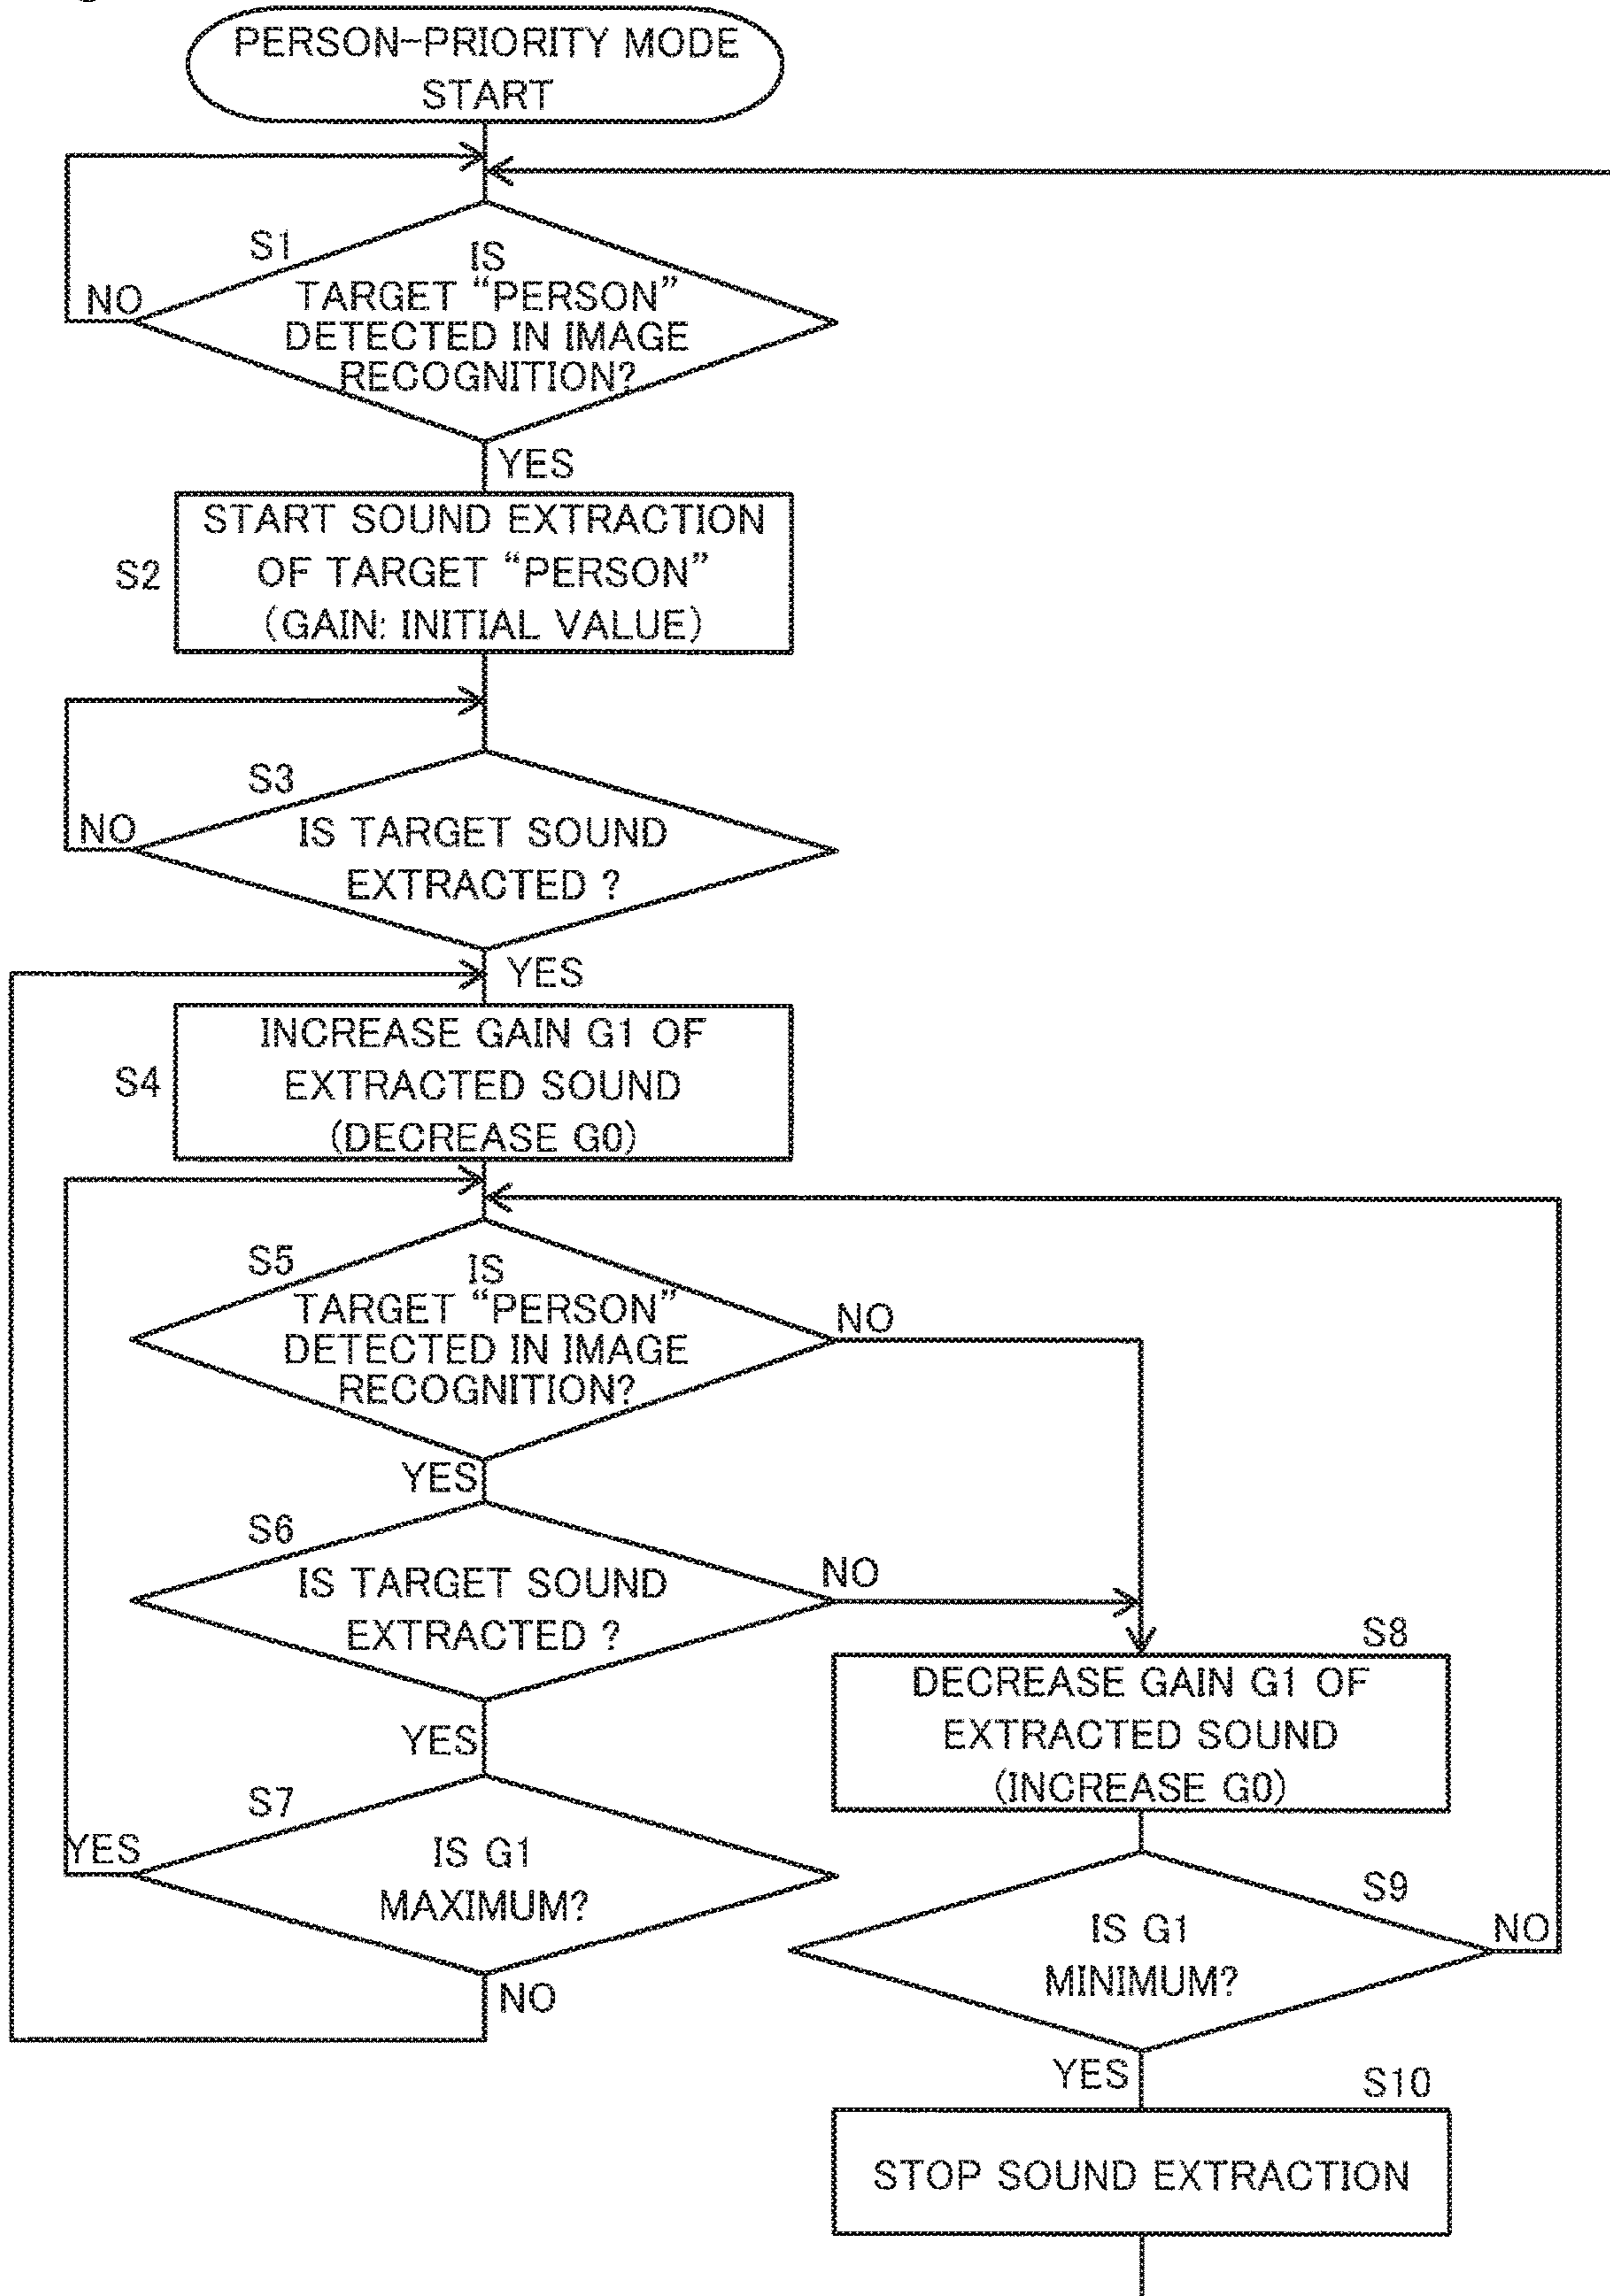 PERSON-PRIORITY MODE
START
S1
IS
TARGET “PERSON”
DETECTED IN IMAGE
RECOGNITION?
NO
YES
S2
START SOUND EXTRACTION
OF TARGET “PERSON”
(GAIN: INITIAL VALUE)
S3
IS TARGET SOUND
EXTRACTED ?
NO
YES
S4
INCREASE GAIN G1 OF
EXTRACTED SOUND
(DECREASE G0)
S5
IS
TARGET “PERSON”
DETECTED IN IMAGE
RECOGNITION?
NO
YES
S6
IS TARGET SOUND
EXTRACTED ?
NO
YES
S7
IS G1
MAXIMUM?
YES
NO
S8
DECREASE GAIN G1 OF
EXTRACTED SOUND
(INCREASE G0)
S9
IS G1
MINIMUM?
NO
YES
S10
STOP SOUND EXTRACTION